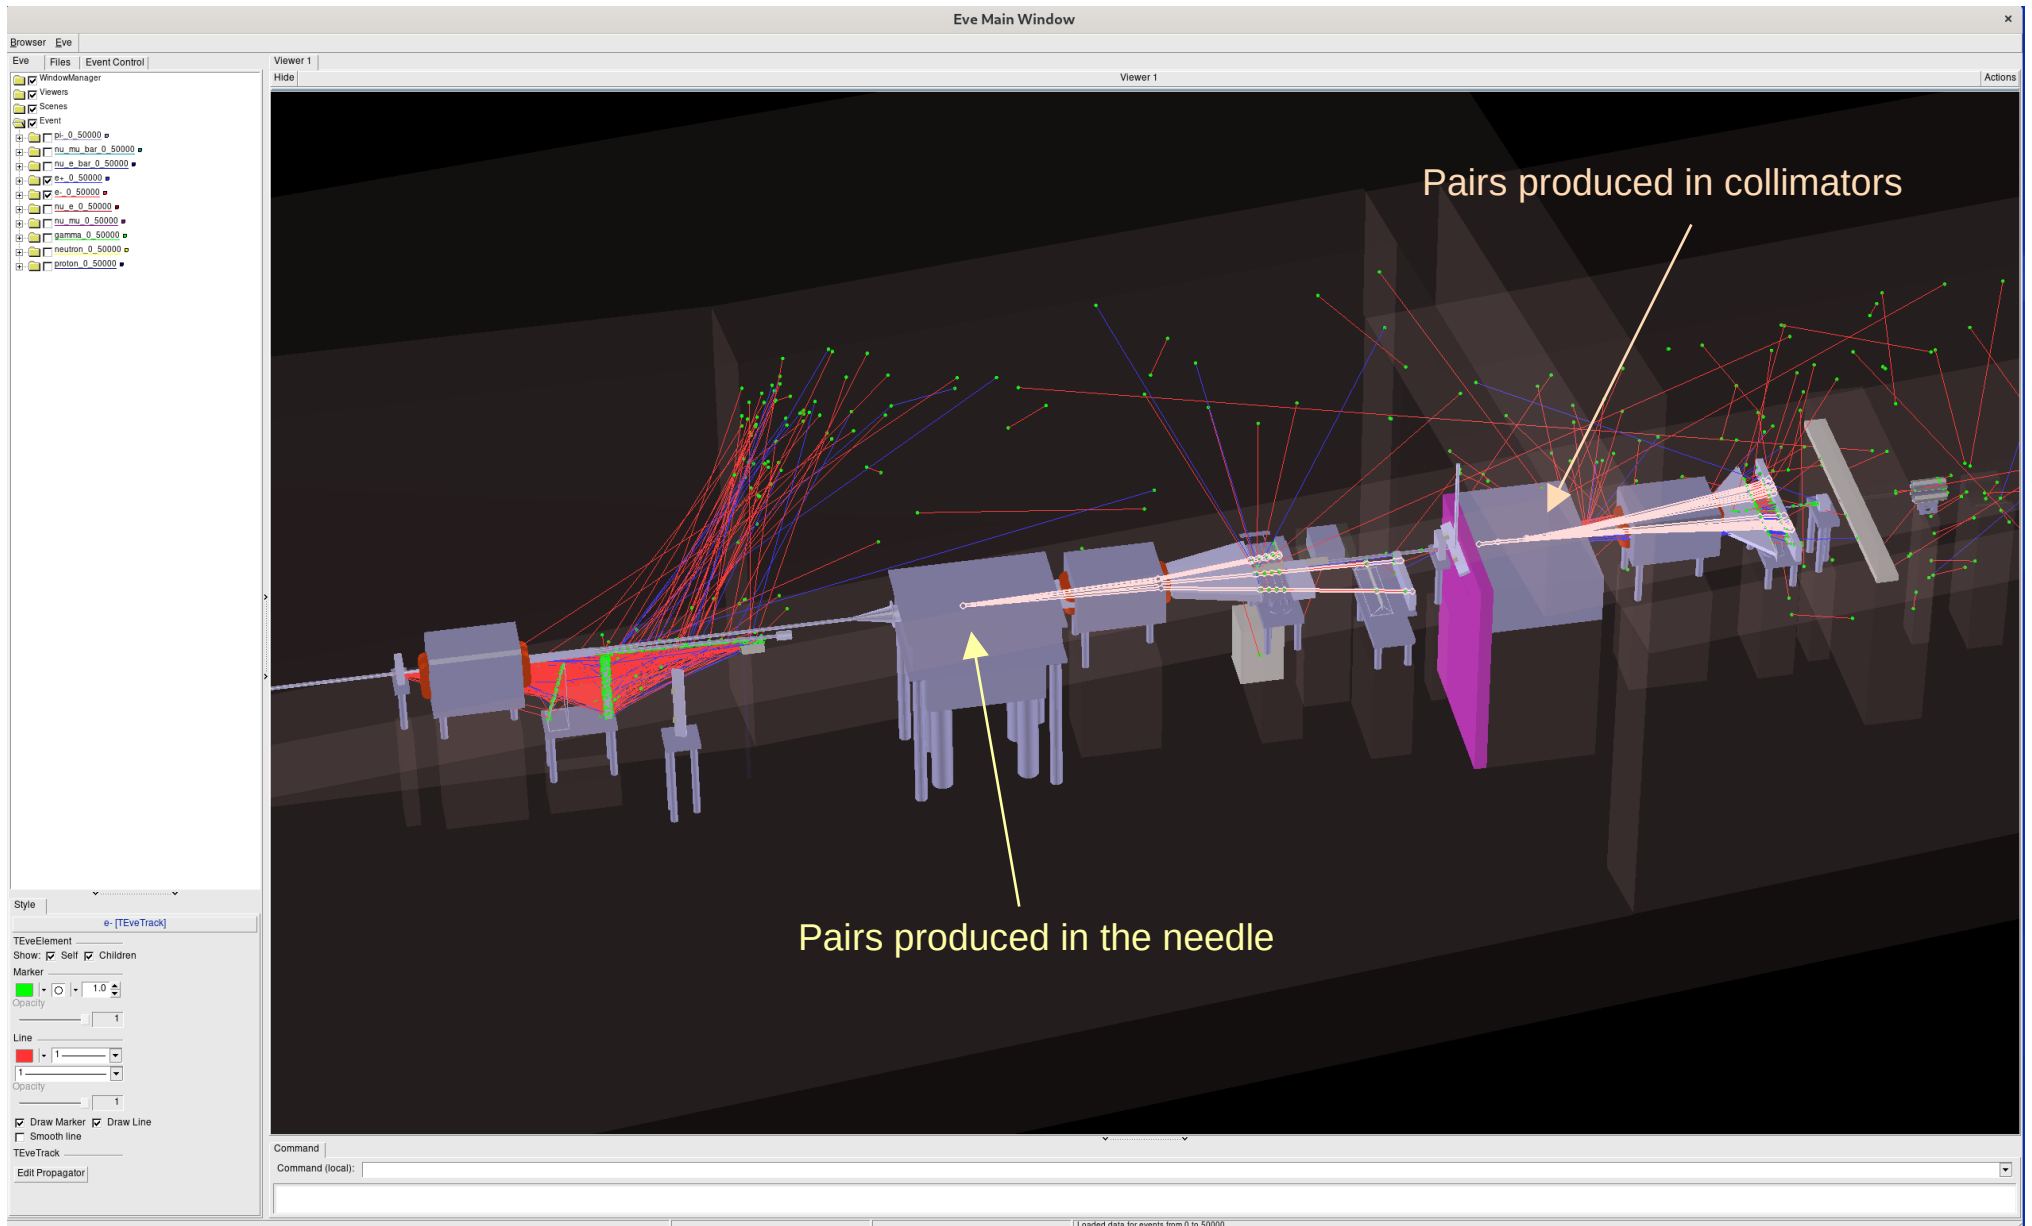 Eve Main Window
×
Browser Eve
Eve Files Event Control
Viewer 1
Hide Viewer 1 Actions
WindowManager
Viewers
Scenes
Event
pi-_0_50000
nu_mu_bar_0_50000
nu_e_bar_0_50000
e+_0_50000
e-_0_50000
nu_e_0_50000
nu_mu_0_50000
gamma_0_50000
neutron_0_50000
proton_0_50000
Pairs produced in collimators
Pairs produced in the needle
Style
e- [TEveTrack]
TEveElement
Show: Self Children
Marker
1.0
Opacity
1
Line
1
1
Opacity
1
Draw Marker Draw Line
Smooth line
TEveTrack
Edit Propagator
Command
Command (local):
Loaded data for events from 0 to 50000